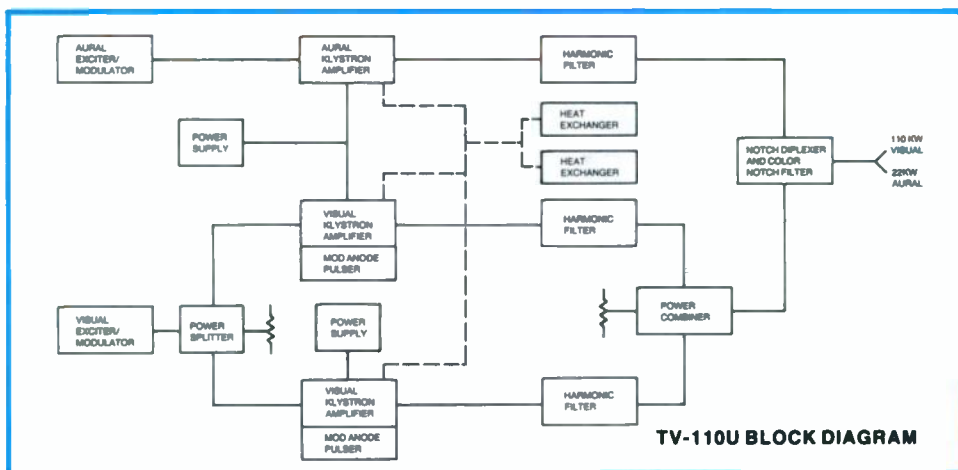 AURAL
EXCITER/
MODULATOR
AURAL
KLYSTRON
AMPLIFIER
HARMONIC
FILTER
POWER
SUPPLY
HEAT
EXCHANGER
HEAT
EXCHANGER
NOTCH DIPLEXER
AND COLOR
NOTCH FILTER
110 KW
VISUAL
22KW
AURAL
VISUAL
KLYSTRON
AMPLIFIER
MOD ANODE
PULSER
HARMONIC
FILTER
VISUAL
EXCITER/
MODULATOR
POWER
SPLITTER
POWER
SUPPLY
POWER
COMBINER
VISUAL
KLYSTRON
AMPLIFIER
MOD ANODE
PULSER
HARMONIC
FILTER
TV-110U BLOCK DIAGRAM